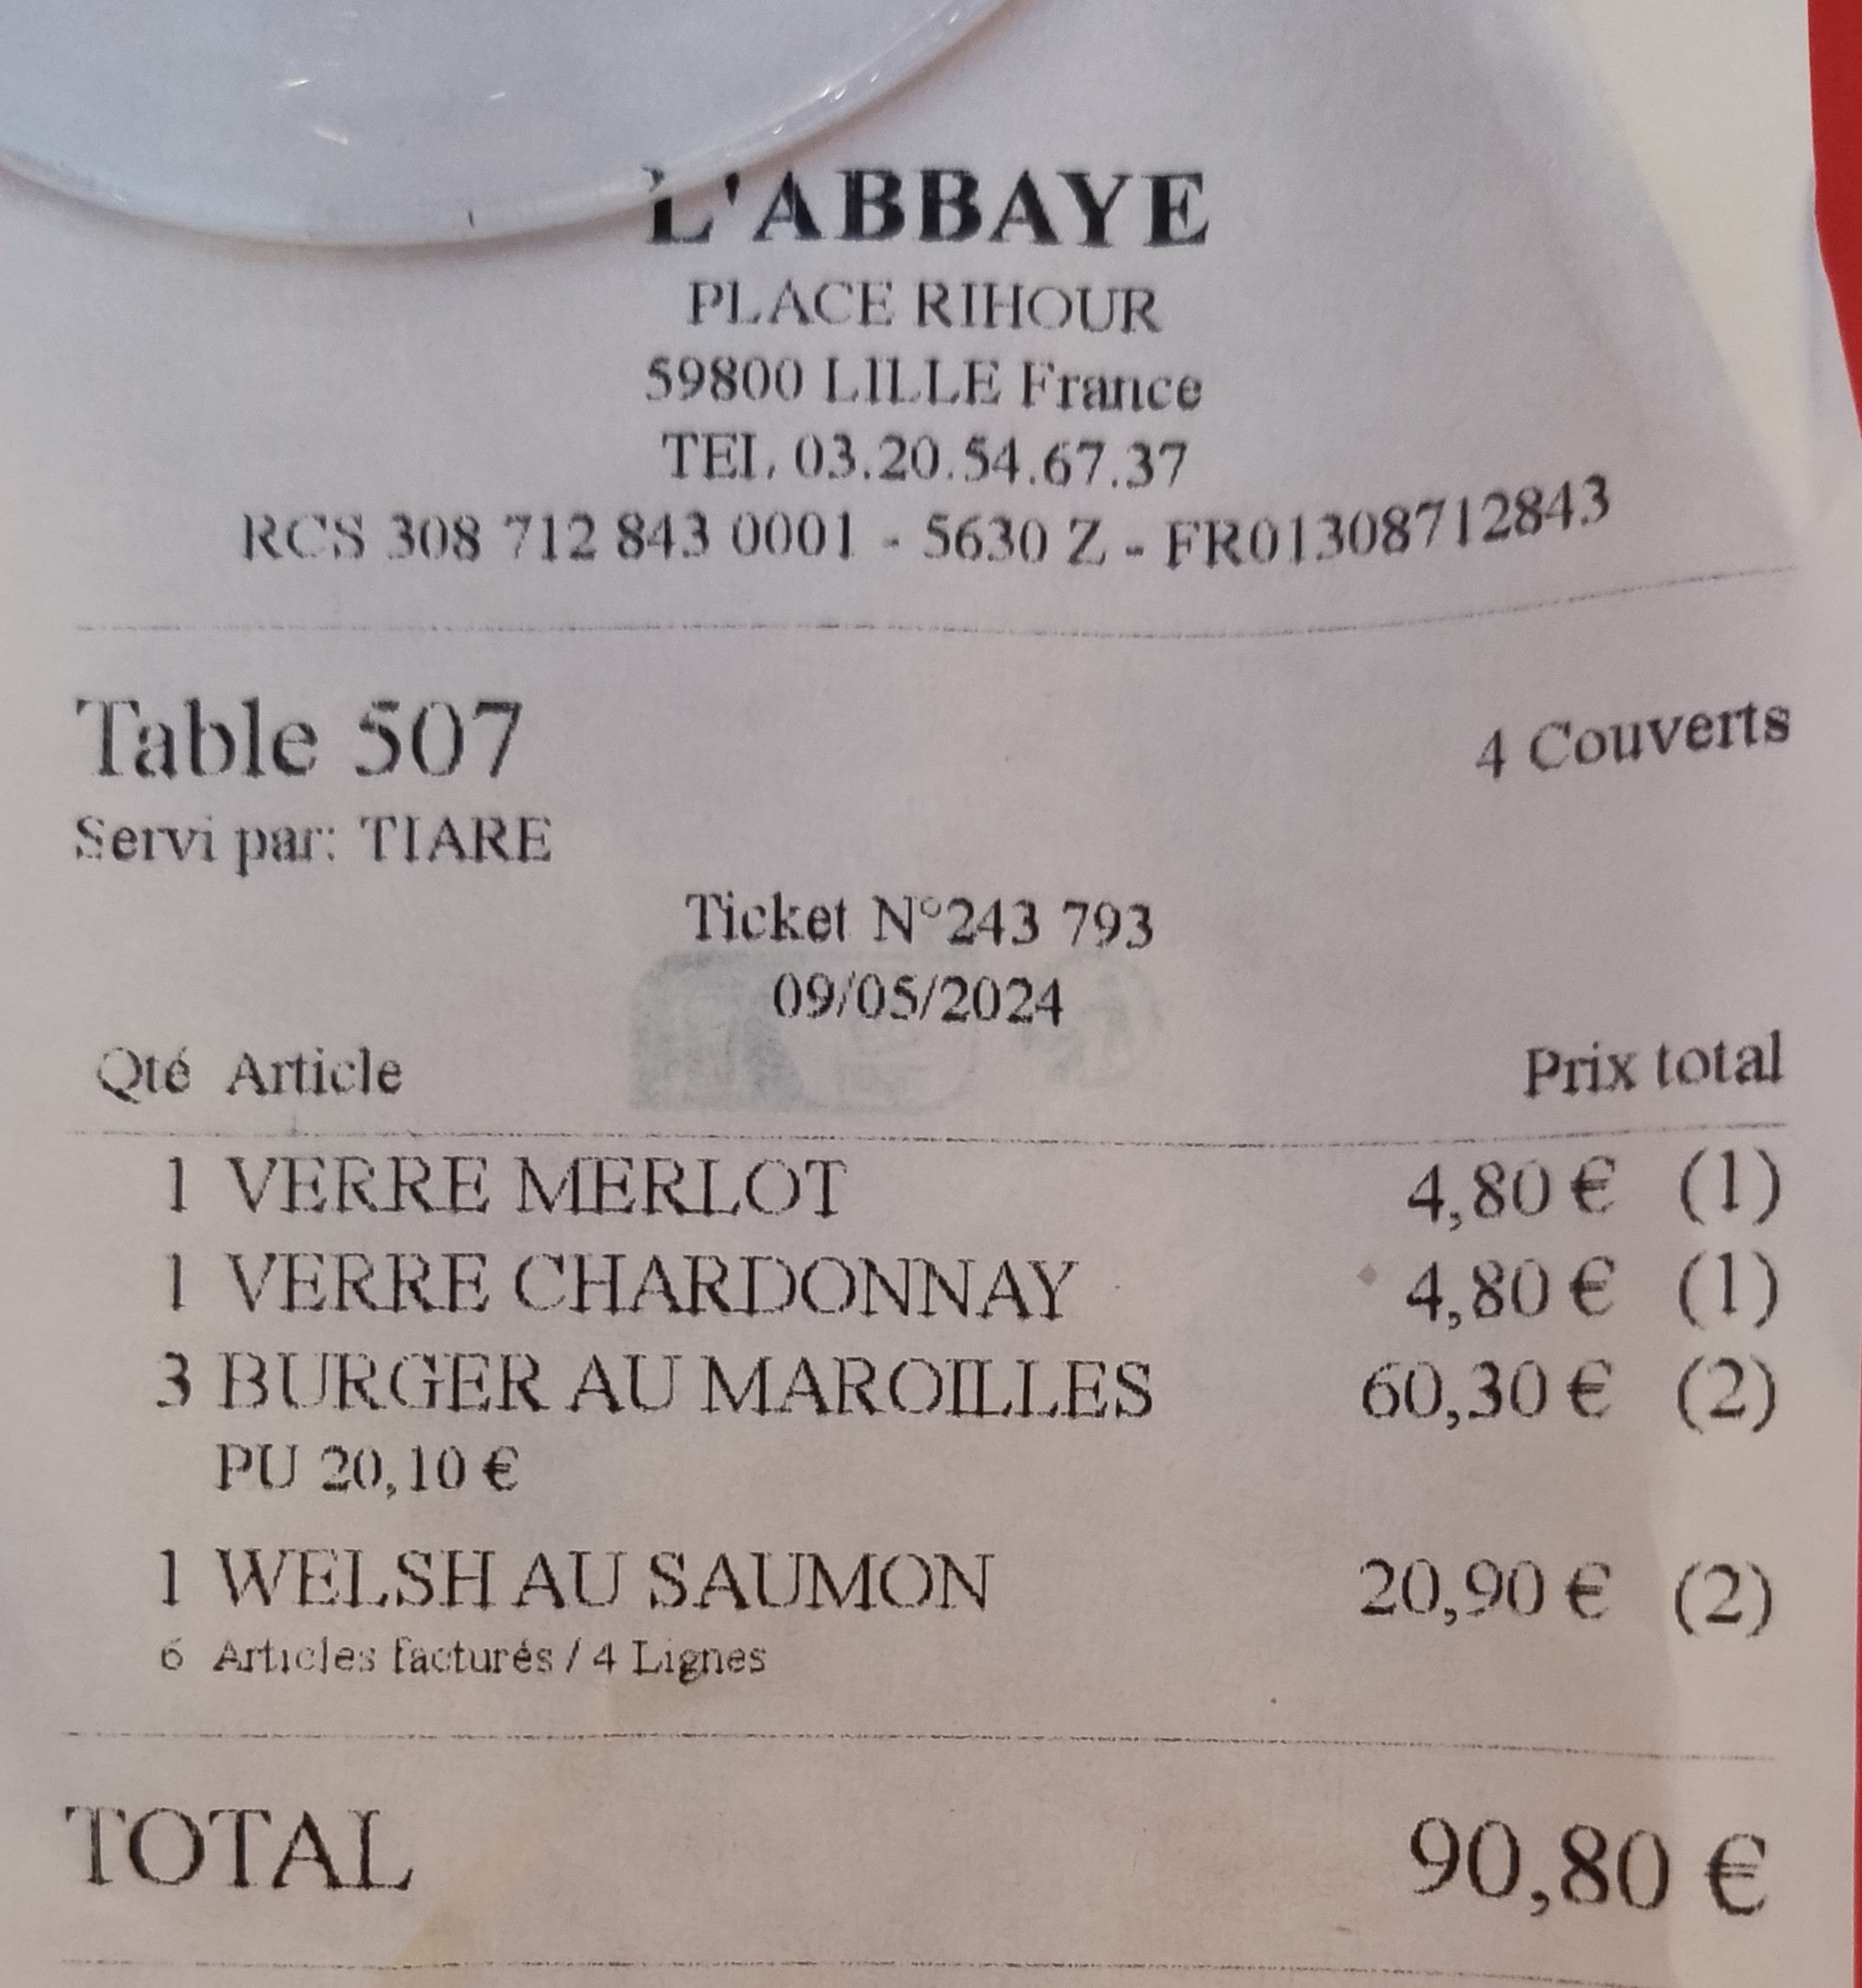 L'ABBAYE
PLACE RIHOUR
59800 LILLE France
TEL. 03.20.54.67.37
RCS 308 712 843 0001 - 5630 Z - FR01308712843
Table 507
4 Couverts
Servi par: TIARE
Ticket N°243 793
09/05/2024
Qté Article Prix total
1 VERRE MERLOT 4,80 € (1)
1 VERRE CHARDONNAY 4,80 € (1)
3 BURGER AU MAROILLES 60,30 € (2)
PU 20,10 €
1 WELSH AU SAUMON 20,90 € (2)
6 Articles facturés / 4 Lignes
TOTAL 90,80 €